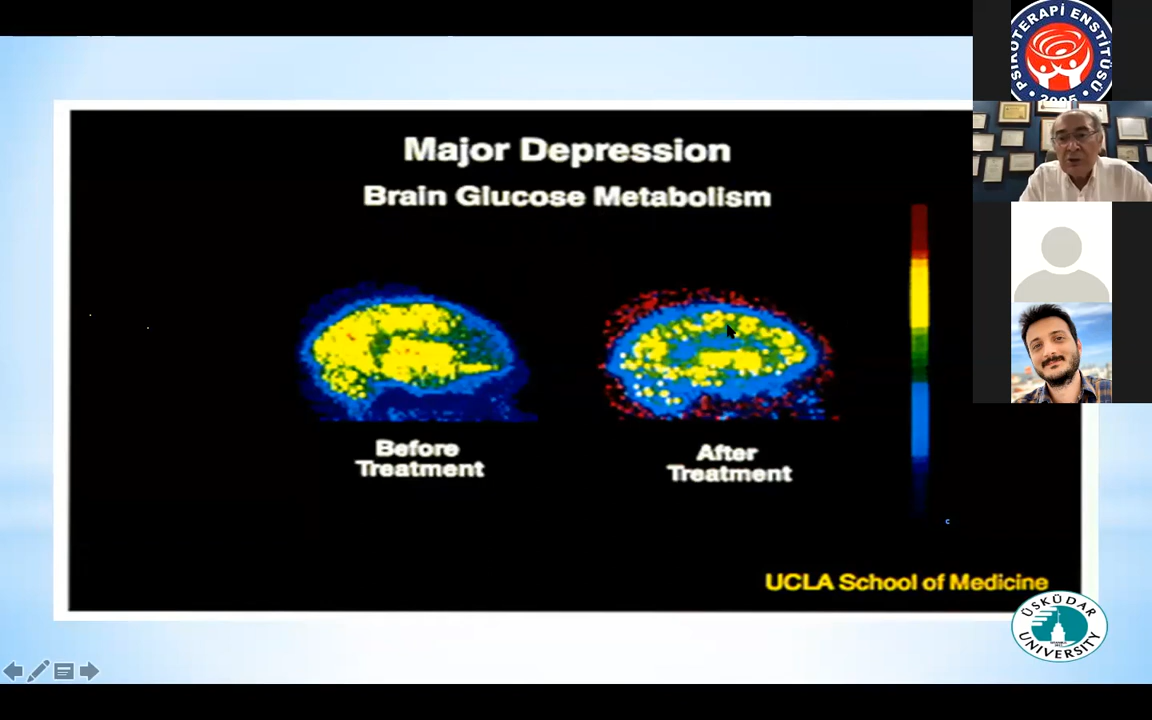 Major Depression
Brain Glucose Metabolism
Before
Treatment
After
Treatment
c
UCLA School of Medicine
PSİKOTERAPİ ENSTİTÜSÜ
2005
ÜSKÜDAR
UNIVERSITY